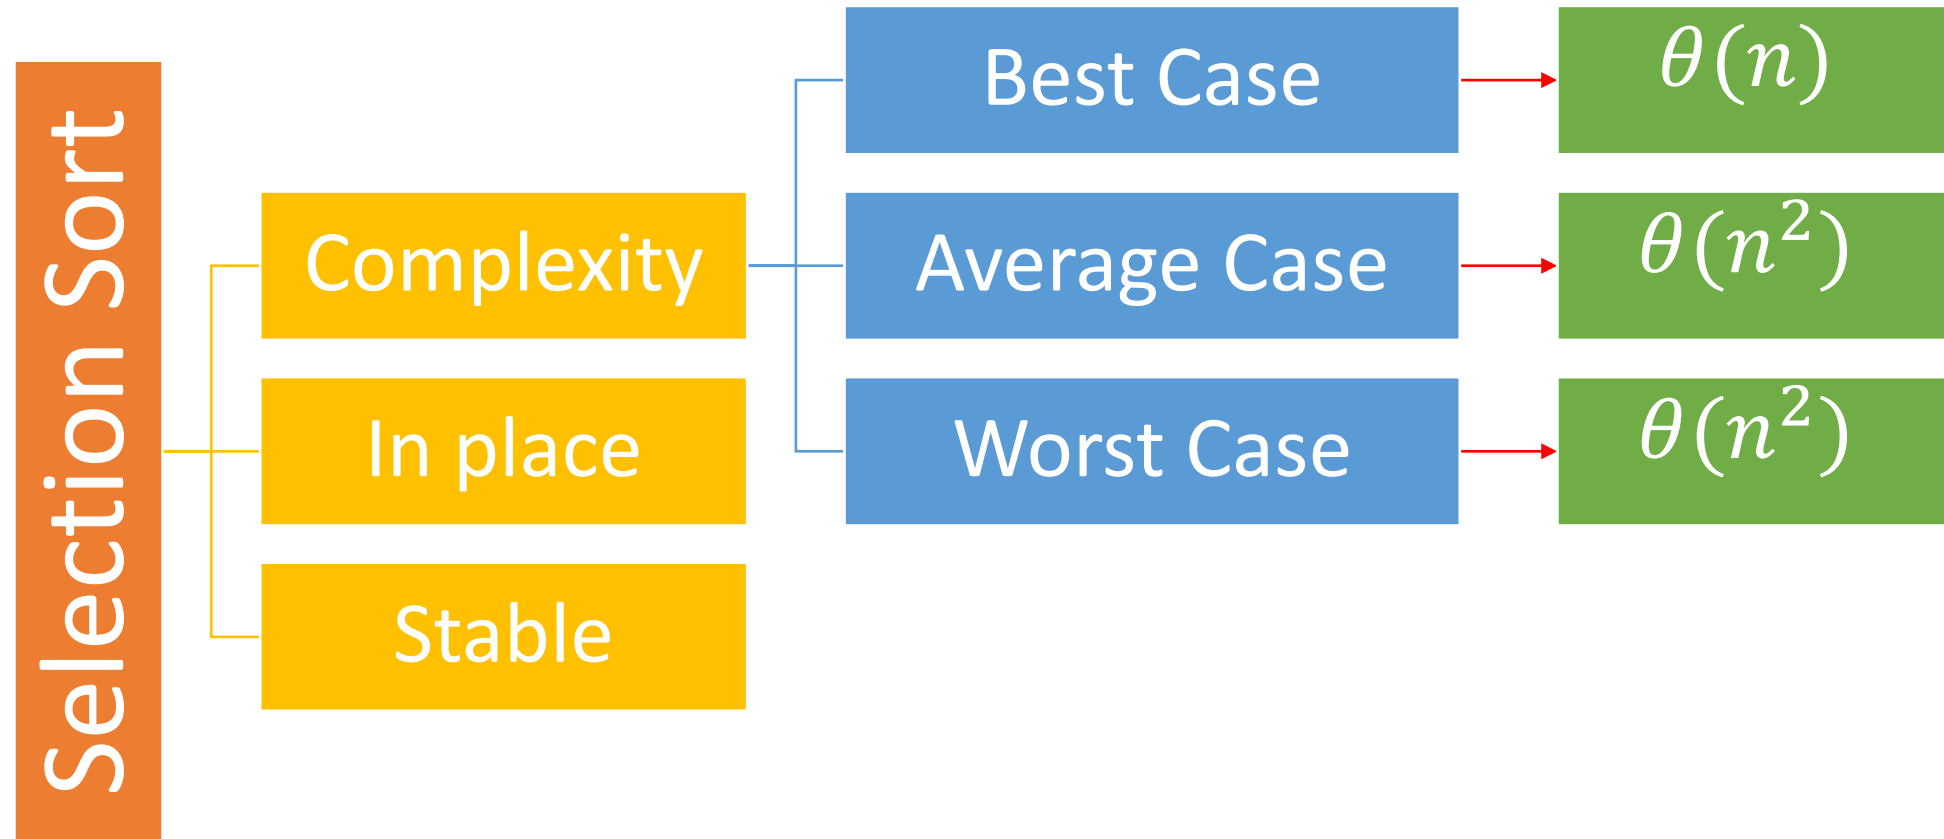 Selection Sort
Complexity
In place
Stable
Best Case
Average Case
Worst Case
θ(n)
θ(n²)
θ(n²)